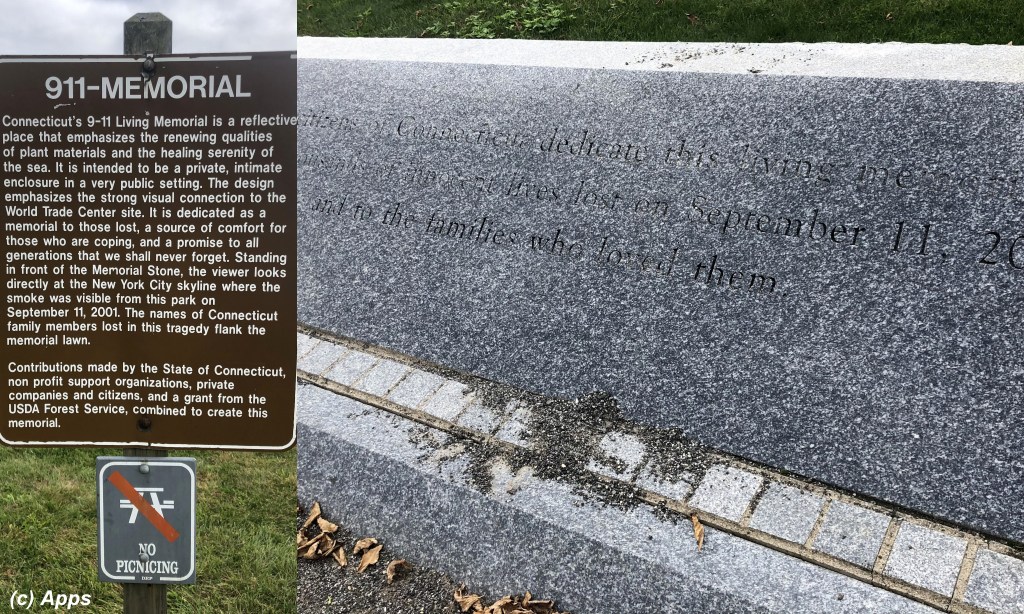 911-MEMORIAL
Connecticut's 9-11 Living Memorial is a reflective
place that emphasizes the renewing qualities
of plant materials and the healing serenity of
the sea. It is intended to be a private, intimate
enclosure in a very public setting. The design
emphasizes the strong visual connection to the
World Trade Center site. It is dedicated as a
memorial to those lost, a source of comfort for
those who are coping, and a promise to all
generations that we shall never forget. Standing
in front of the Memorial Stone, the viewer looks
directly at the New York City skyline where the
smoke was visible from this park on
September 11, 2001. The names of Connecticut
family members lost in this tragedy flank the
memorial lawn.
Contributions made by the State of Connecticut,
non profit support organizations, private
companies and citizens, and a grant from the
USDA Forest Service, combined to create this
memorial.
NO
PICNICING
DEP
(c) Apps
Connecticut dedicate this living
innocent lives lost on September 11, 20
and to the families who loved them